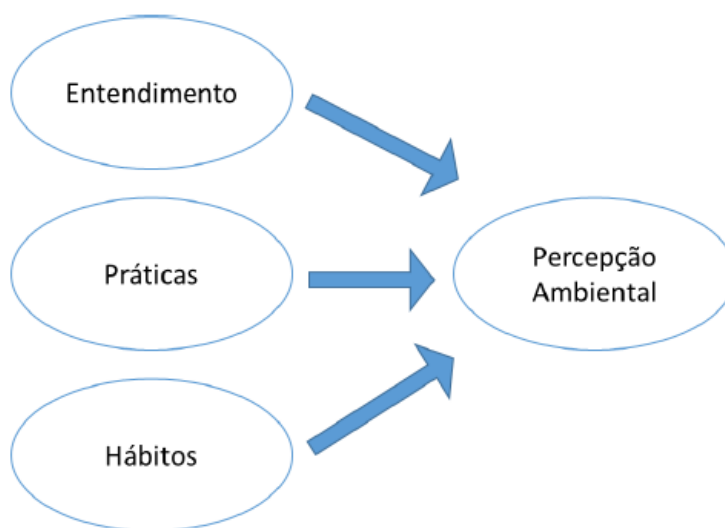 Entendimento
Práticas
Percepção
Ambiental
Hábitos